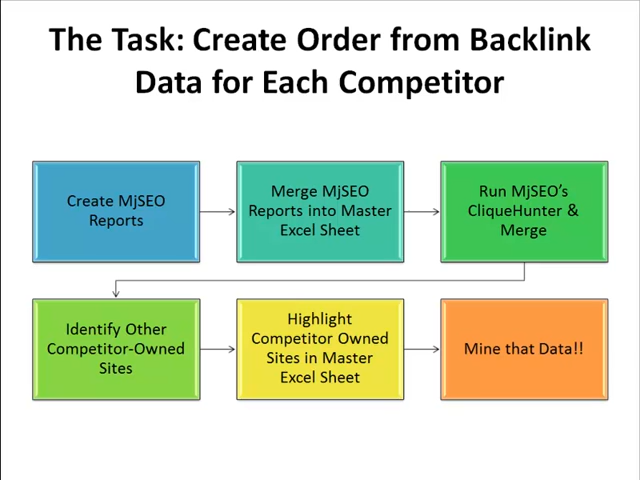 The Task: Create Order from Backlink
Data for Each Competitor
Create MjSEO
Reports
Merge MjSEO
Reports into Master
Excel Sheet
Run MjSEO's
CliqueHunter &
Merge
Identify Other
Competitor-Owned
Sites
Highlight
Competitor Owned
Sites in Master
Excel Sheet
Mine that Data!!